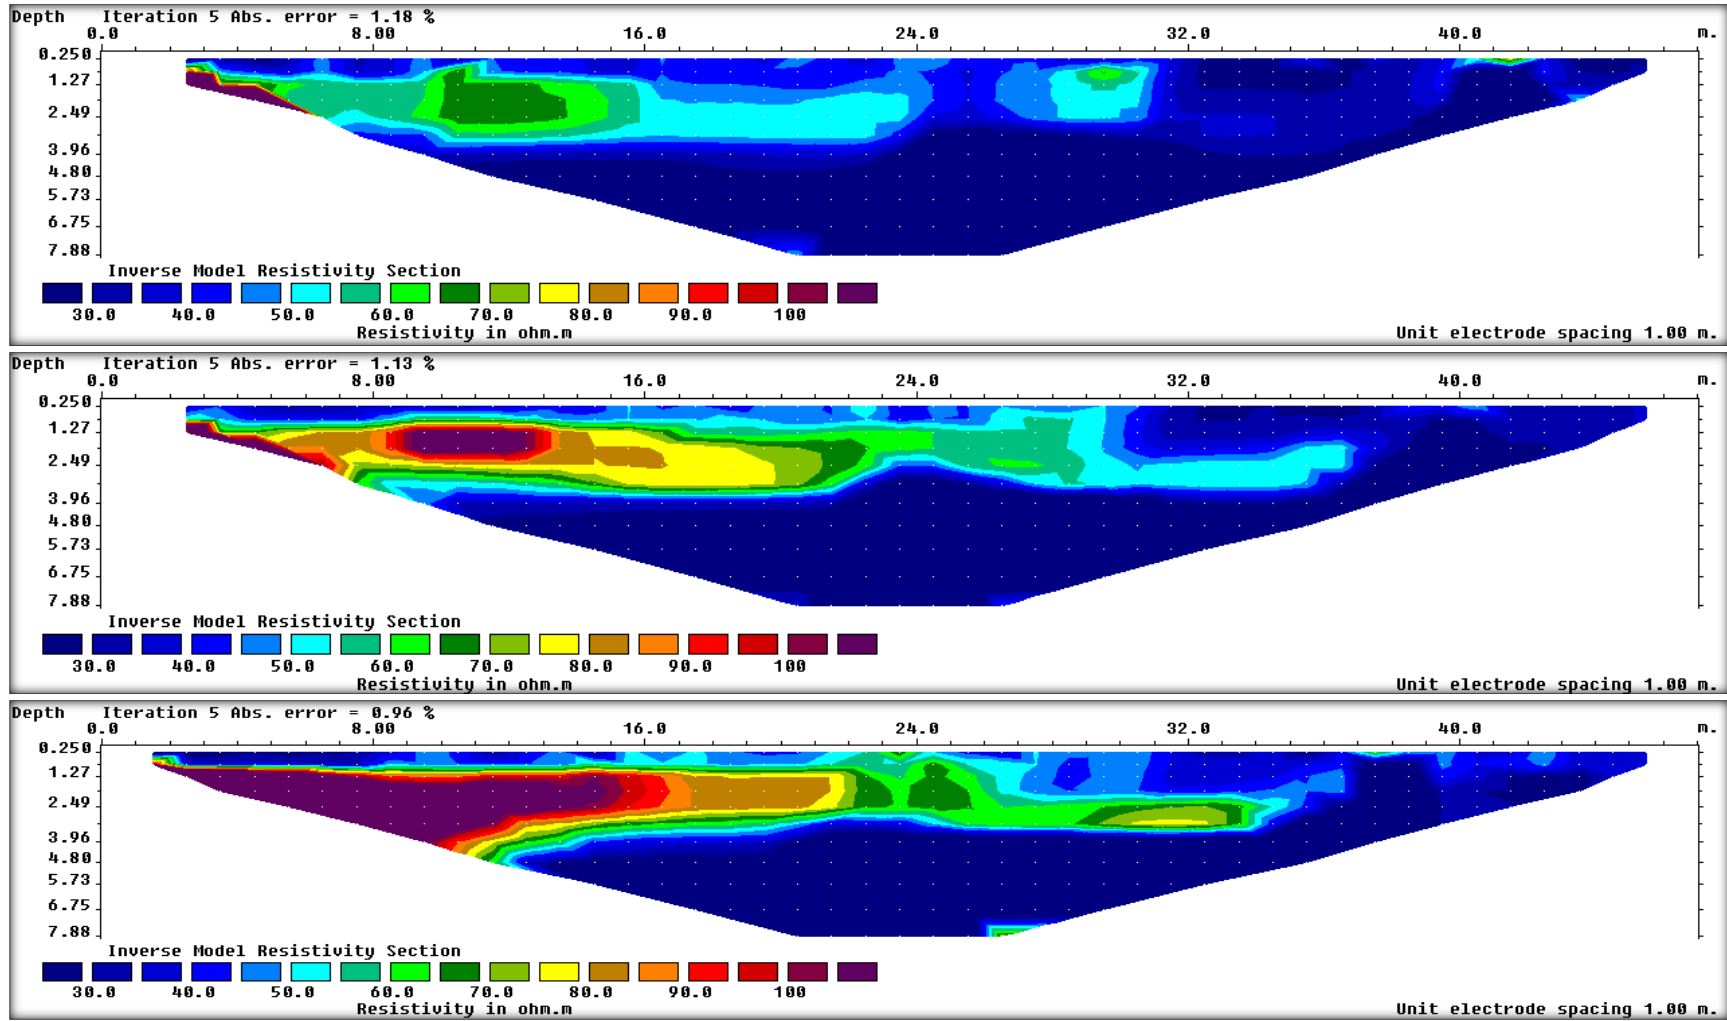 Depth Iteration 5 Abs. error = 1.18 %
0.0 8.00 16.0 24.0 32.0 40.0 m.
0.250
1.27
2.49
3.96
4.80
5.73
6.75
7.88
Inverse Model Resistivity Section
30.0 40.0 50.0 60.0 70.0 80.0 90.0 100
Resistivity in ohm.m Unit electrode spacing 1.00 m.
Depth Iteration 5 Abs. error = 1.13 %
0.0 8.00 16.0 24.0 32.0 40.0 m.
0.250
1.27
2.49
3.96
4.80
5.73
6.75
7.88
Inverse Model Resistivity Section
30.0 40.0 50.0 60.0 70.0 80.0 90.0 100
Resistivity in ohm.m Unit electrode spacing 1.00 m.
Depth Iteration 5 Abs. error = 0.96 %
0.0 8.00 16.0 24.0 32.0 40.0 m.
0.250
1.27
2.49
3.96
4.80
5.73
6.75
7.88
Inverse Model Resistivity Section
30.0 40.0 50.0 60.0 70.0 80.0 90.0 100
Resistivity in ohm.m Unit electrode spacing 1.00 m.